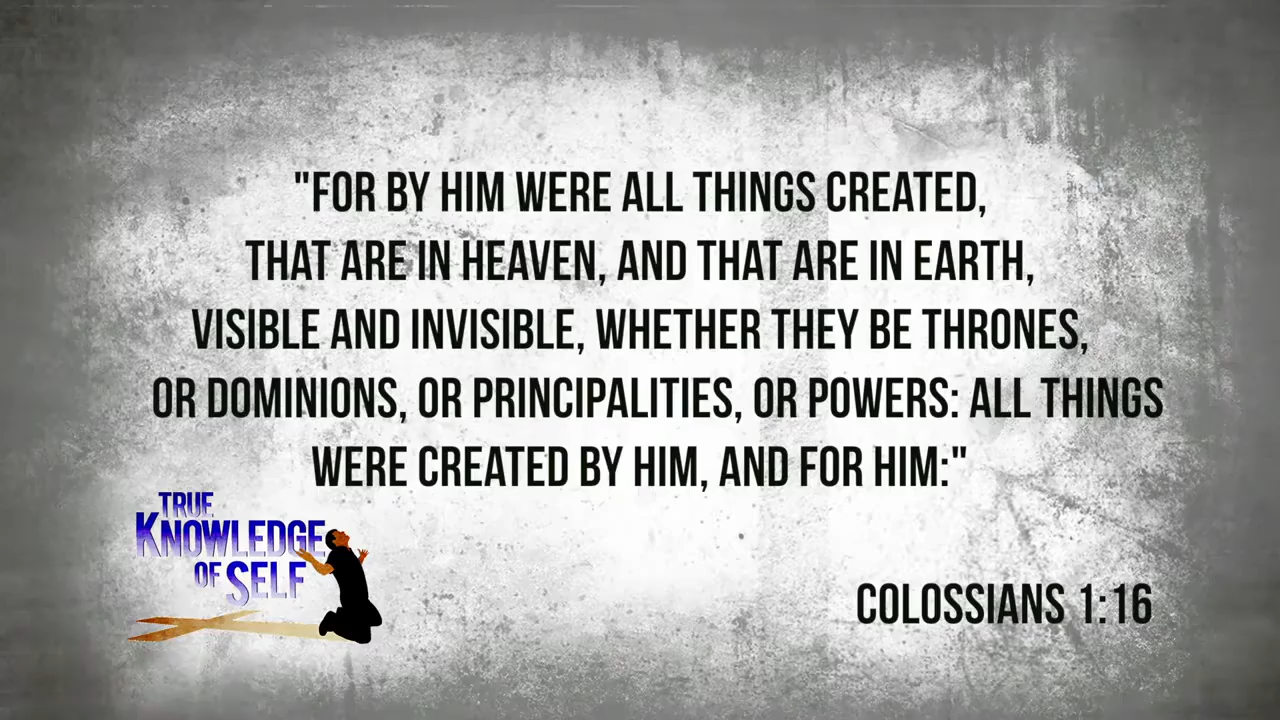 "FOR BY HIM WERE ALL THINGS CREATED,
THAT ARE IN HEAVEN, AND THAT ARE IN EARTH,
VISIBLE AND INVISIBLE, WHETHER THEY BE THRONES,
OR DOMINIONS, OR PRINCIPALITIES, OR POWERS: ALL THINGS
WERE CREATED BY HIM, AND FOR HIM:"
TRUE
KNOWLEDGE
OF SELF
COLOSSIANS 1:16